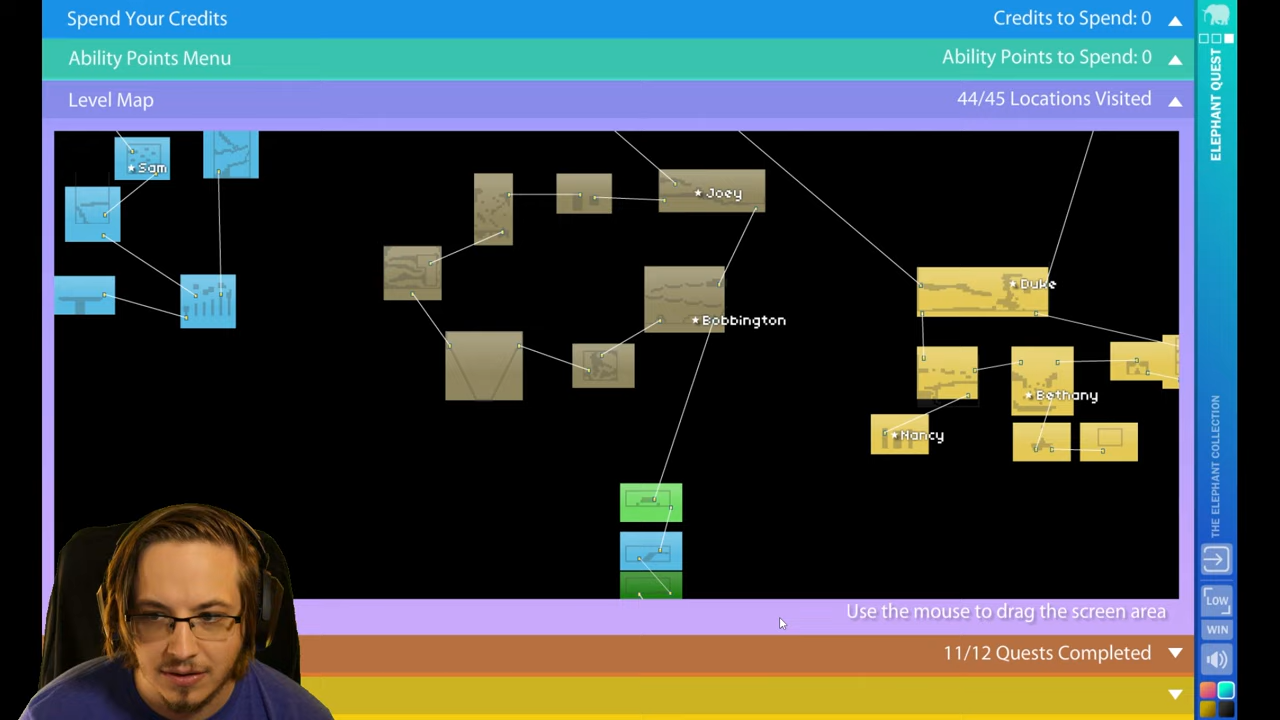 Spend Your Credits
Credits to Spend: 0
Ability Points Menu
Ability Points to Spend: 0
Level Map
44/45 Locations Visited
Sam
Joey
Duke
Bobbington
Bethany
Nancy
Use the mouse to drag the screen area
11/12 Quests Completed
ELEPHANT QUEST
THE ELEPHANT COLLECTION
LOW
WIN